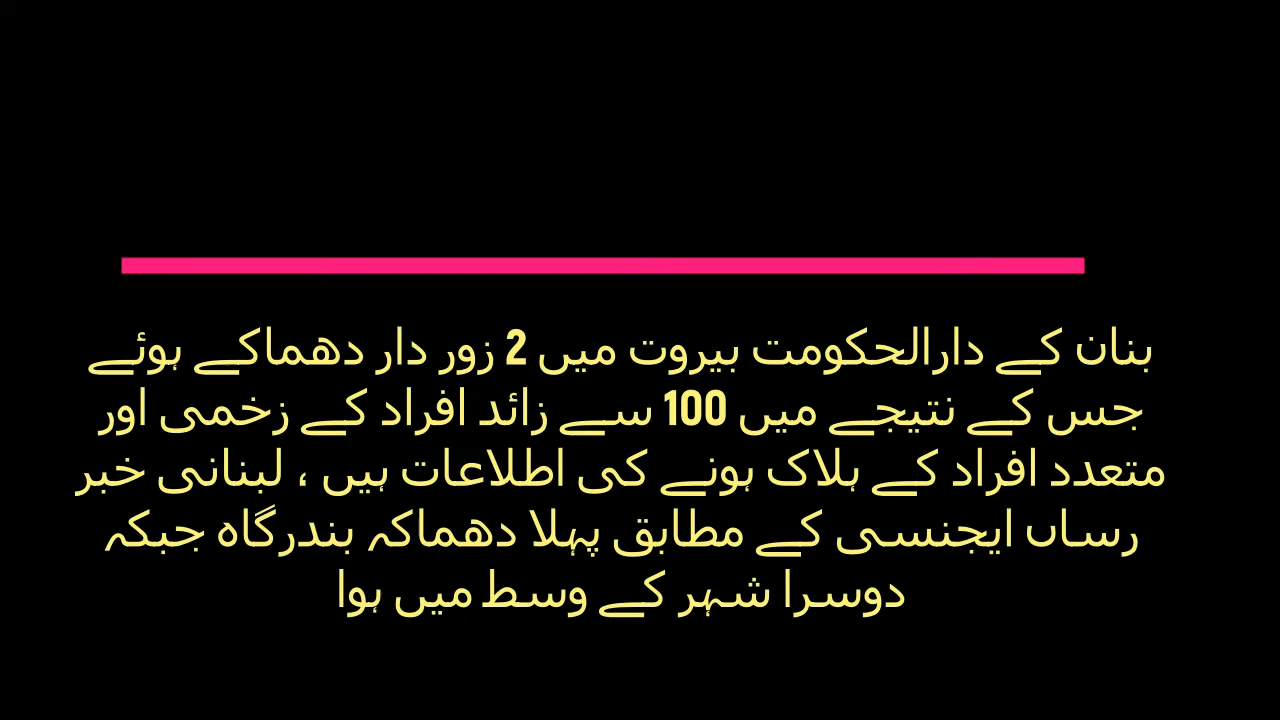 بنان کے دارالحکومت بیروت میں 2 زور دار دھماکے ہوئے
جس کے نتیجے میں 100 سے زائد افراد کے زخمی اور
متعدد افراد کے ہلاک ہونے کی اطلاعات ہیں ، لبنانی خبر
رساں ایجنسی کے مطابق پہلا دھماکہ بندرگاہ جبکہ
دوسرا شہر کے وسط میں ہوا